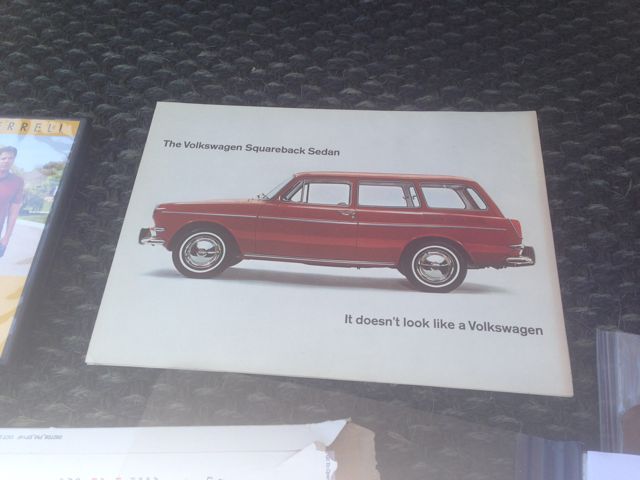 The Volkswagen Squareback Sedan
It doesn't look like a Volkswagen